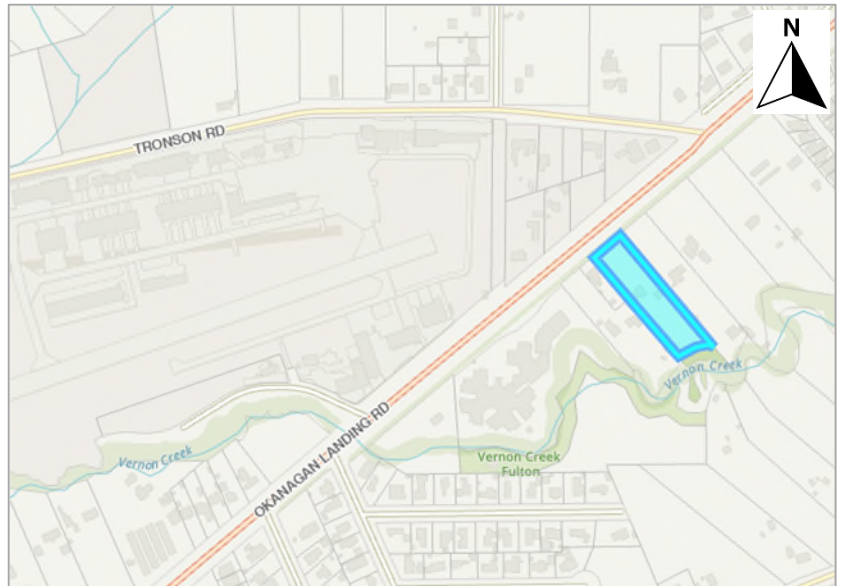 N
TRONSON RD
Vernon Creek
OKANAGAN LANDING RD
Vernon Creek
Fulton
Vernon Creek